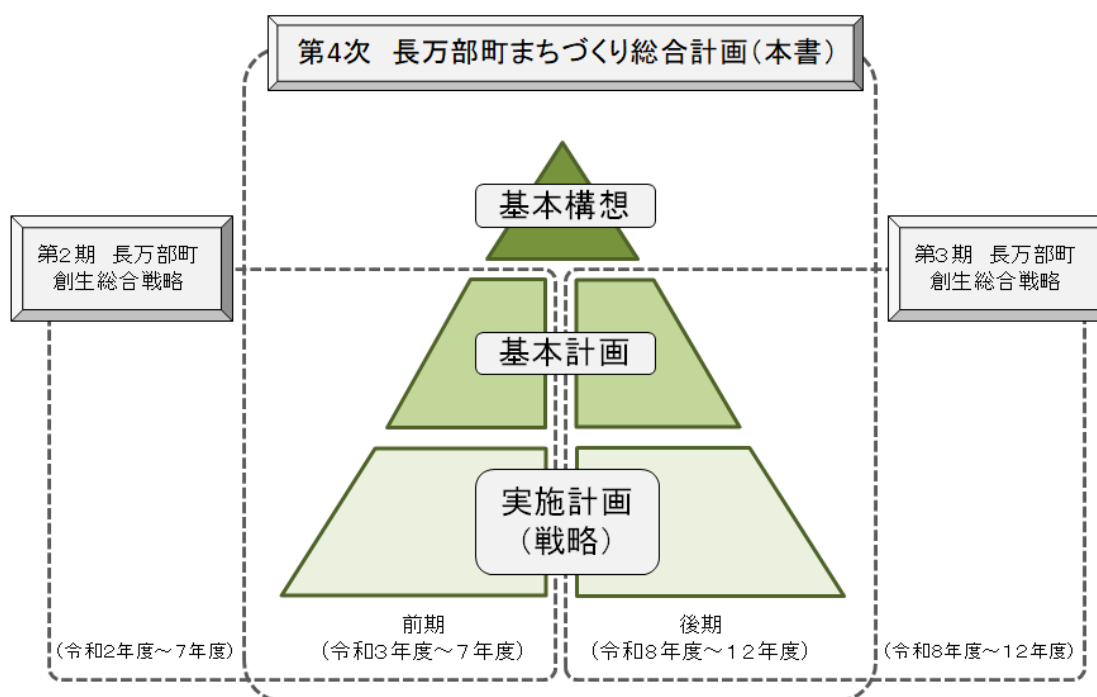 第4次 長万部町まちづくり総合計画(本書)
基本構想
第2期 長万部町
創生総合戦略
第3期 長万部町
創生総合戦略
基本計画
実施計画
(戦略)
前期
(令和3年度～7年度)
後期
(令和8年度～12年度)
(令和2年度～7年度)
(令和8年度～12年度)